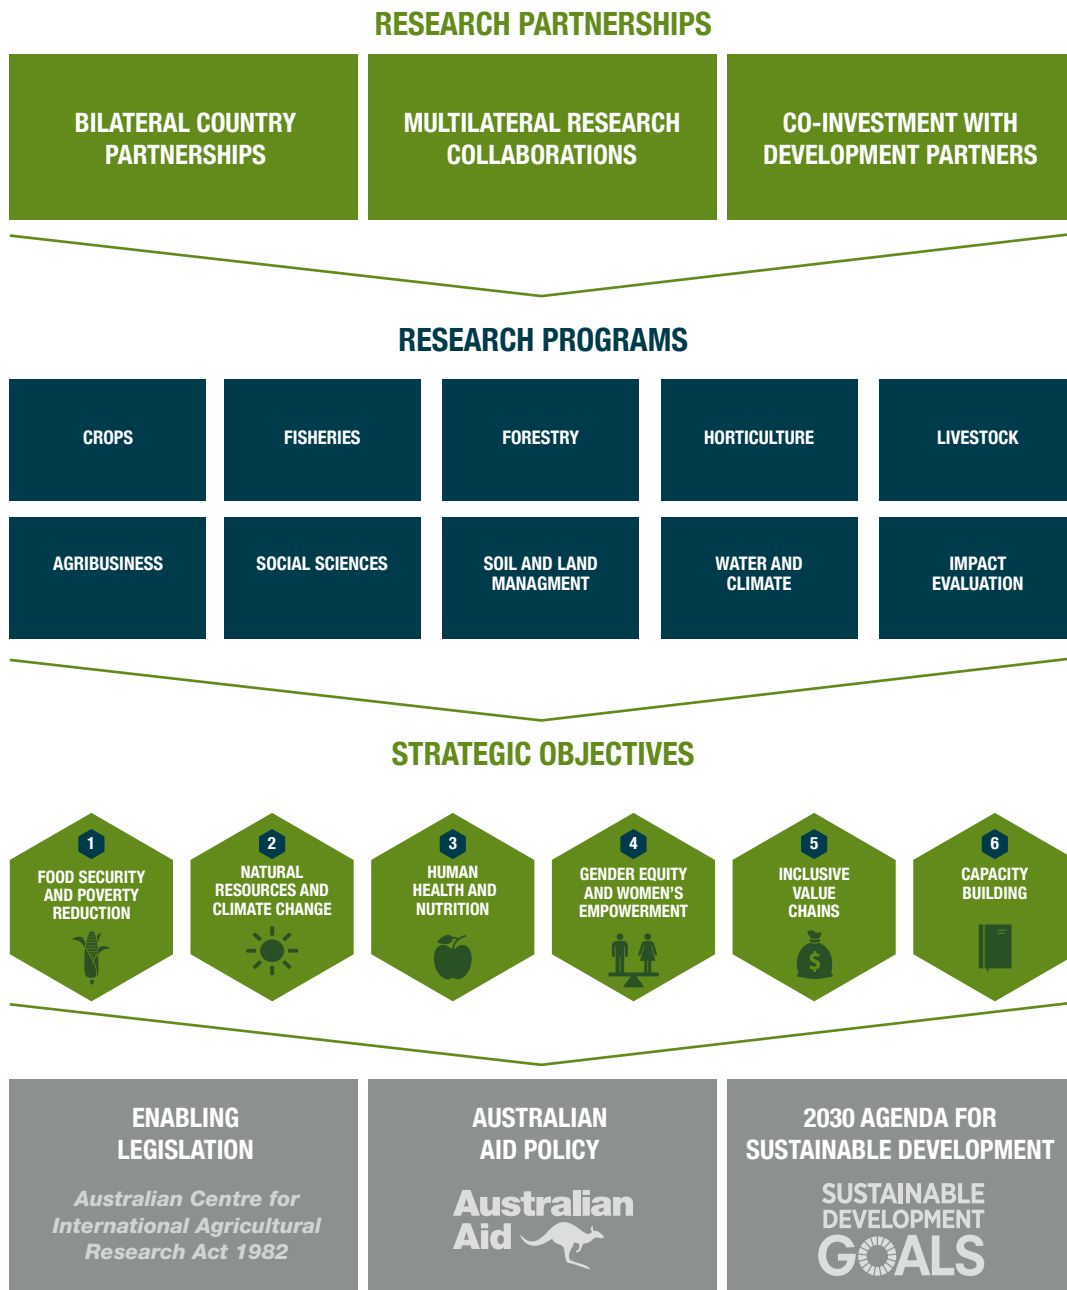 RESEARCH PARTNERSHIPS
BILATERAL COUNTRY
PARTNERSHIPS
MULTILATERAL RESEARCH
COLLABORATIONS
CO-INVESTMENT WITH
DEVELOPMENT PARTNERS
RESEARCH PROGRAMS
CROPS
FISHERIES
FORESTRY
HORTICULTURE
LIVESTOCK
AGRIBUSINESS
SOCIAL SCIENCES
SOIL AND LAND
MANAGMENT
WATER AND
CLIMATE
IMPACT
EVALUATION
STRATEGIC OBJECTIVES
1
FOOD SECURITY
AND POVERTY
REDUCTION
2
NATURAL
RESOURCES AND
CLIMATE CHANGE
3
HUMAN
HEALTH AND
NUTRITION
4
GENDER EQUITY
AND WOMEN'S
EMPOWERMENT
5
INCLUSIVE
VALUE
CHAINS
$
6
CAPACITY
BUILDING
ENABLING
LEGISLATION
Australian Centre for
International Agricultural
Research Act 1982
AUSTRALIAN
AID POLICY
Australian
Aid
2030 AGENDA FOR
SUSTAINABLE DEVELOPMENT
SUSTAINABLE
DEVELOPMENT
GOALS